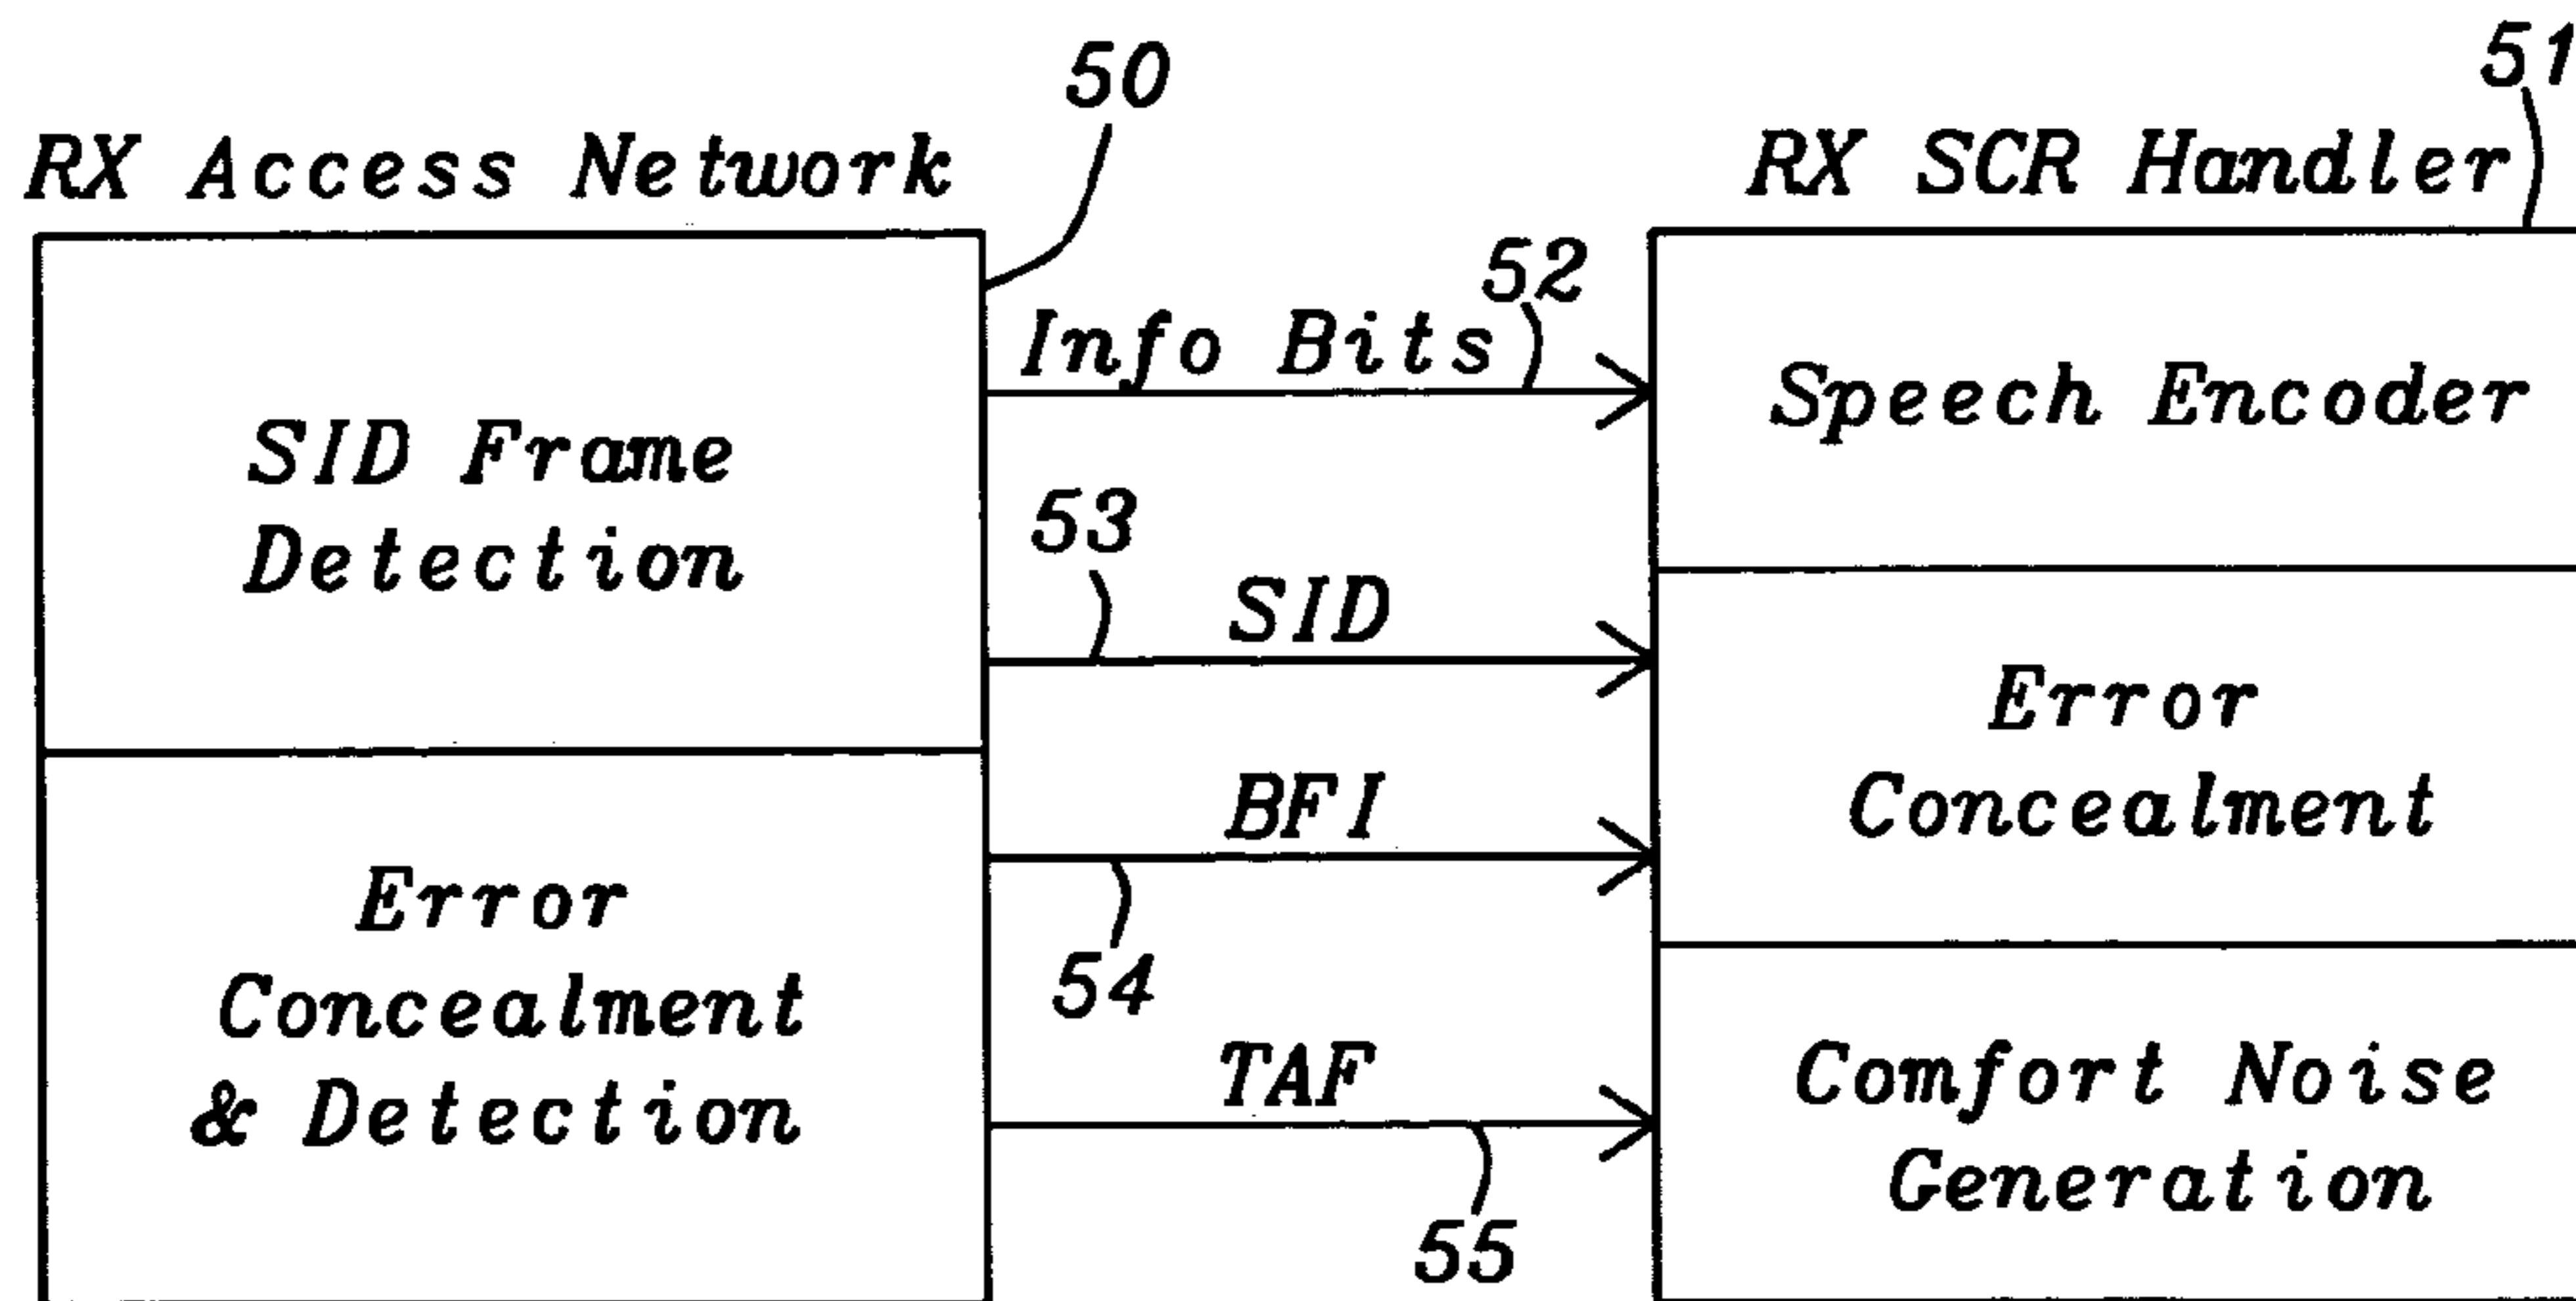 50
51
RX Access Network
RX SCR Handler
SID Frame
Detection
Error
Concealment
& Detection
Info Bits
52
53
SID
BFI
54
TAF
55
Speech Encoder
Error
Concealment
Comfort Noise
Generation